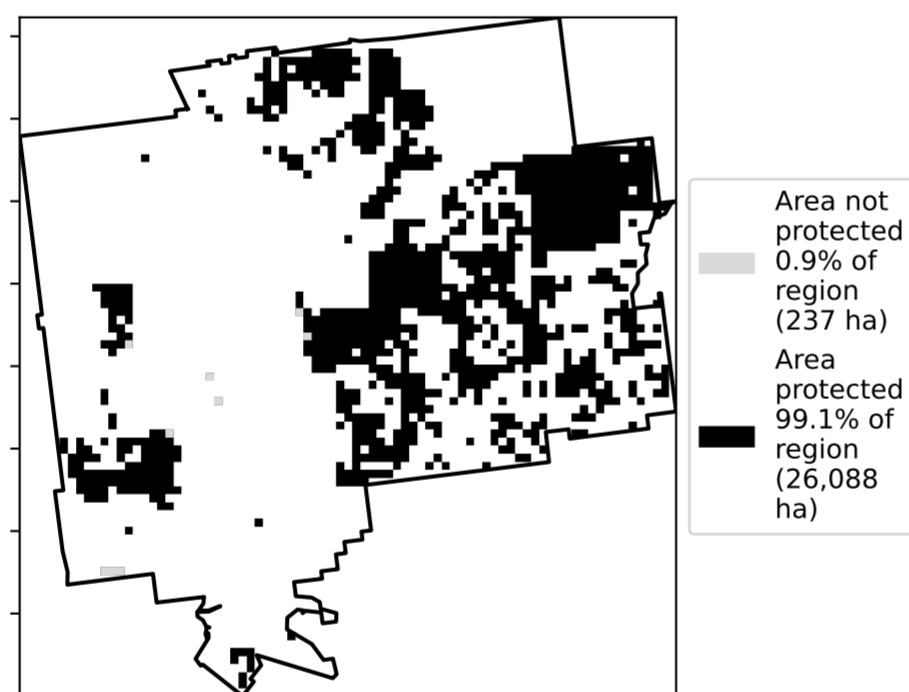 Area not
protected
0.9% of
region
(237 ha)
Area
protected
99.1% of
region
(26,088
ha)